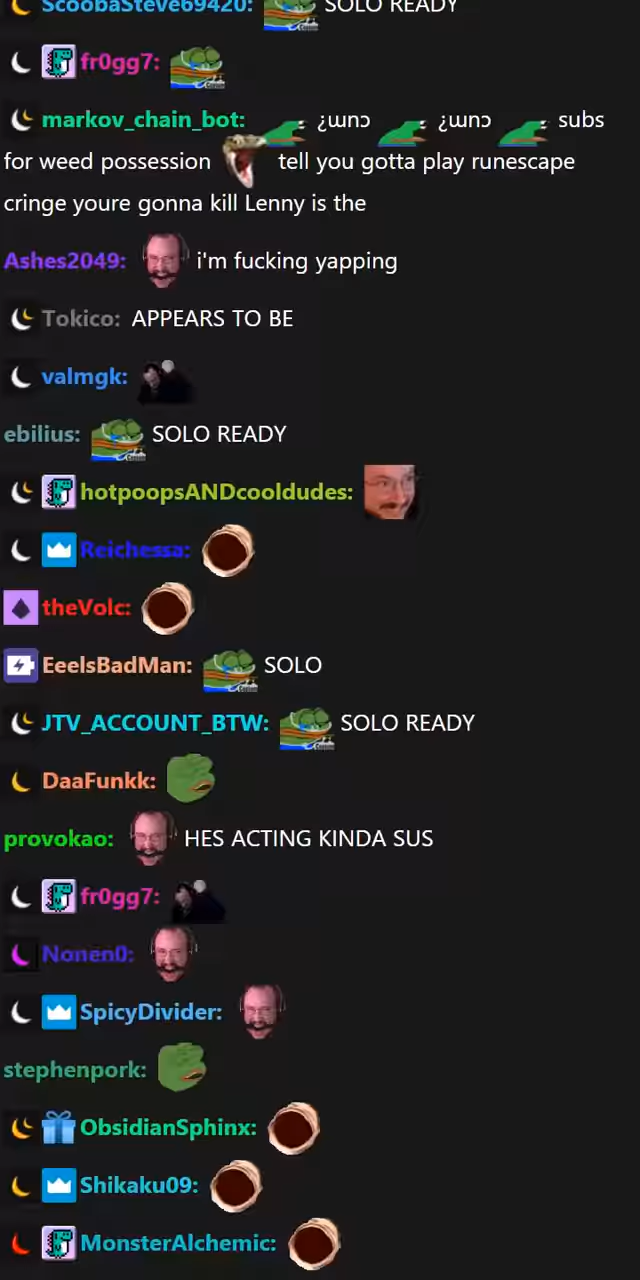 ScoobaSteve69420: SOLO READY
fr0gg7:
markov_chain_bot: ¿ɯnɔ ¿ɯnɔ subs
for weed possession tell you gotta play runescape
cringe youre gonna kill Lenny is the
Ashes2049: i'm fucking yapping
Tokico: APPEARS TO BE
valmgk:
ebilius: SOLO READY
hotpoopsANDcooldudes:
Reichessa:
theVolc:
EeelsBadMan: SOLO
JTV_ACCOUNT_BTW: SOLO READY
DaaFunkk:
provokao: HES ACTING KINDA SUS
fr0gg7:
Nonen0:
SpicyDivider:
stephenpork:
ObsidianSphinx:
Shikaku09:
MonsterAlchemic: